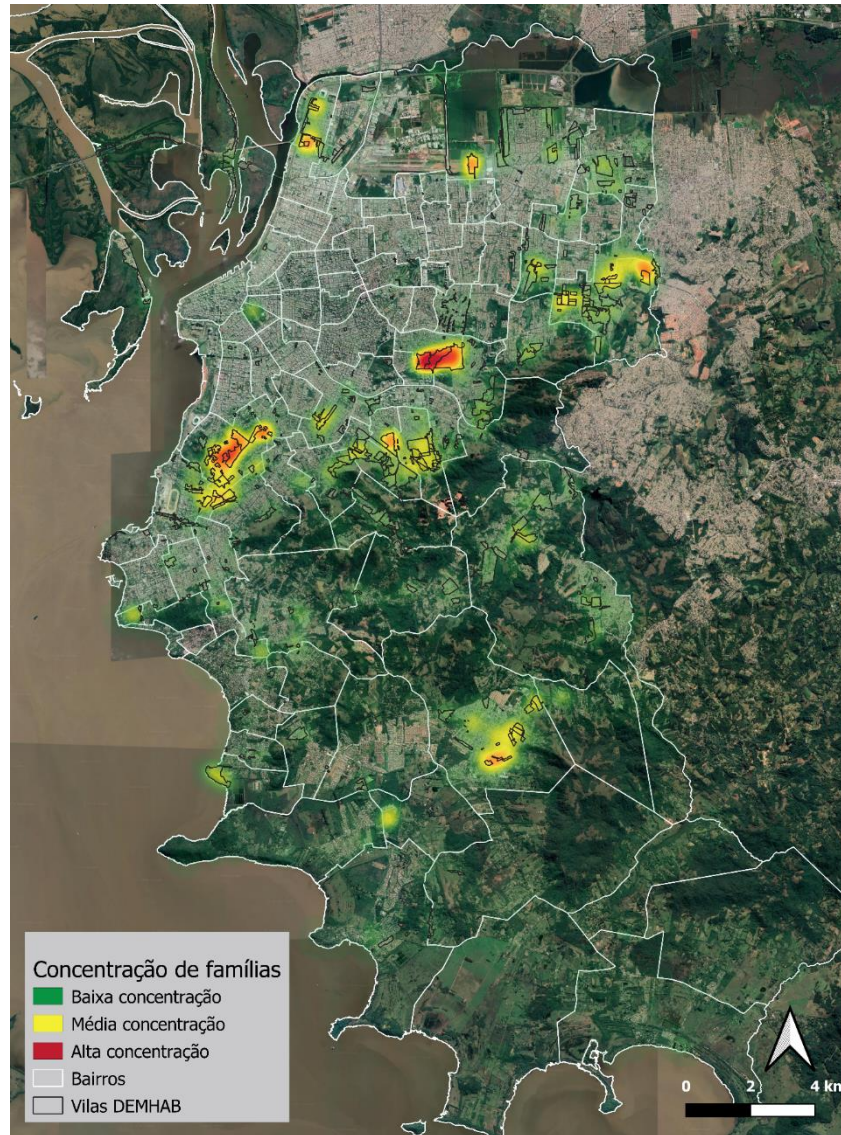 Concentração de famílias
Baixa concentração
Média concentração
Alta concentração
Bairros
Vilas DEMHAB
0 2 4 km